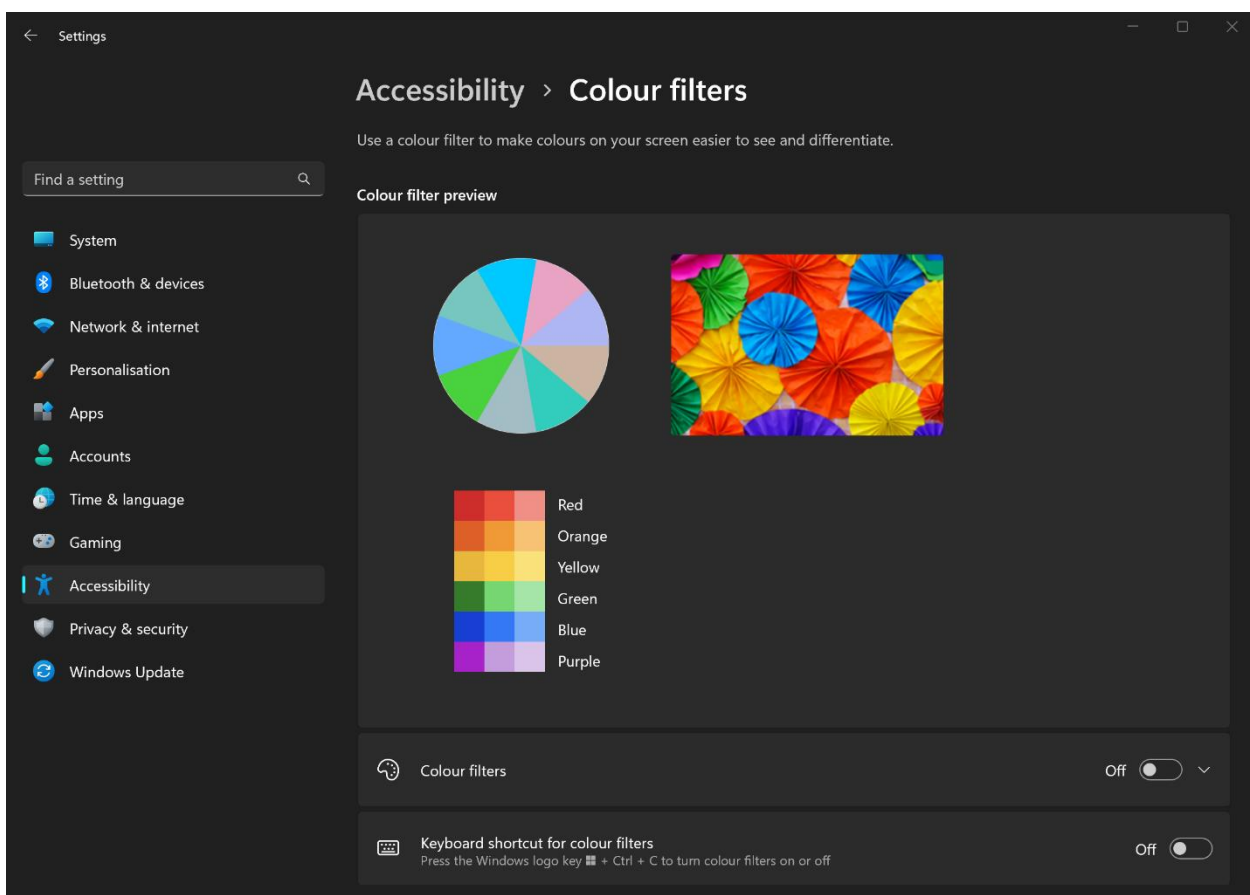 Settings
Accessibility > Colour filters
Use a colour filter to make colours on your screen easier to see and differentiate.
Find a setting
System
Bluetooth & devices
Network & internet
Personalisation
Apps
Accounts
Time & language
Gaming
Accessibility
Privacy & security
Windows Update
Colour filter preview
Red
Orange
Yellow
Green
Blue
Purple
Colour filters Off
Keyboard shortcut for colour filters Off
Press the Windows logo key + Ctrl + C to turn colour filters on or off